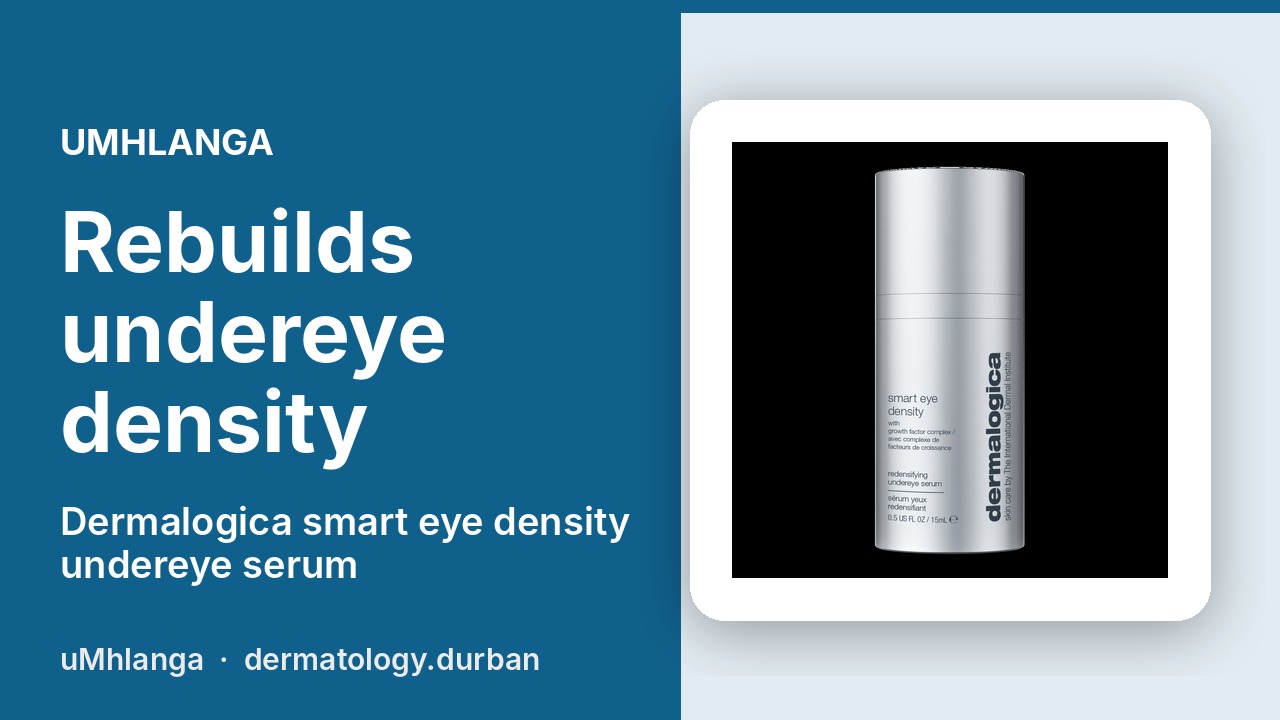 UMHLANGA
Rebuilds
undereye
density
Dermalogica smart eye density
undereye serum
uMhlanga · dermatology.durban
smart eye
density
with
growth factor complex /
avec complexe de
facteurs de croissance
redensifying
undereye serum
sérum yeux
redensifiant
0.5 US FL OZ / 15mL ℮
dermalogica
skin care by The International Dermal Institute